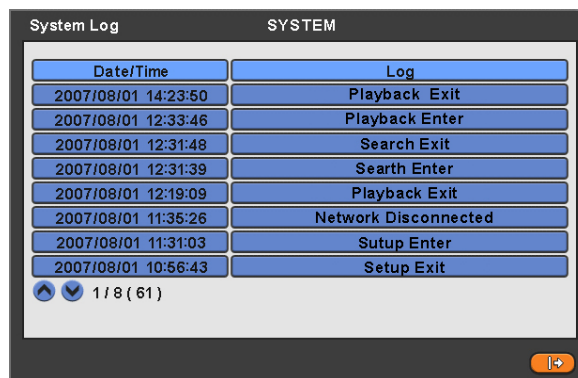 System Log SYSTEM
Date/Time Log
2007/08/01 14:23:50 Playback Exit
2007/08/01 12:33:46 Playback Enter
2007/08/01 12:31:48 Search Exit
2007/08/01 12:31:39 Searth Enter
2007/08/01 12:19:09 Playback Exit
2007/08/01 11:35:26 Network Disconnected
2007/08/01 11:31:03 Sutup Enter
2007/08/01 10:56:43 Setup Exit
1 / 8 ( 61 )